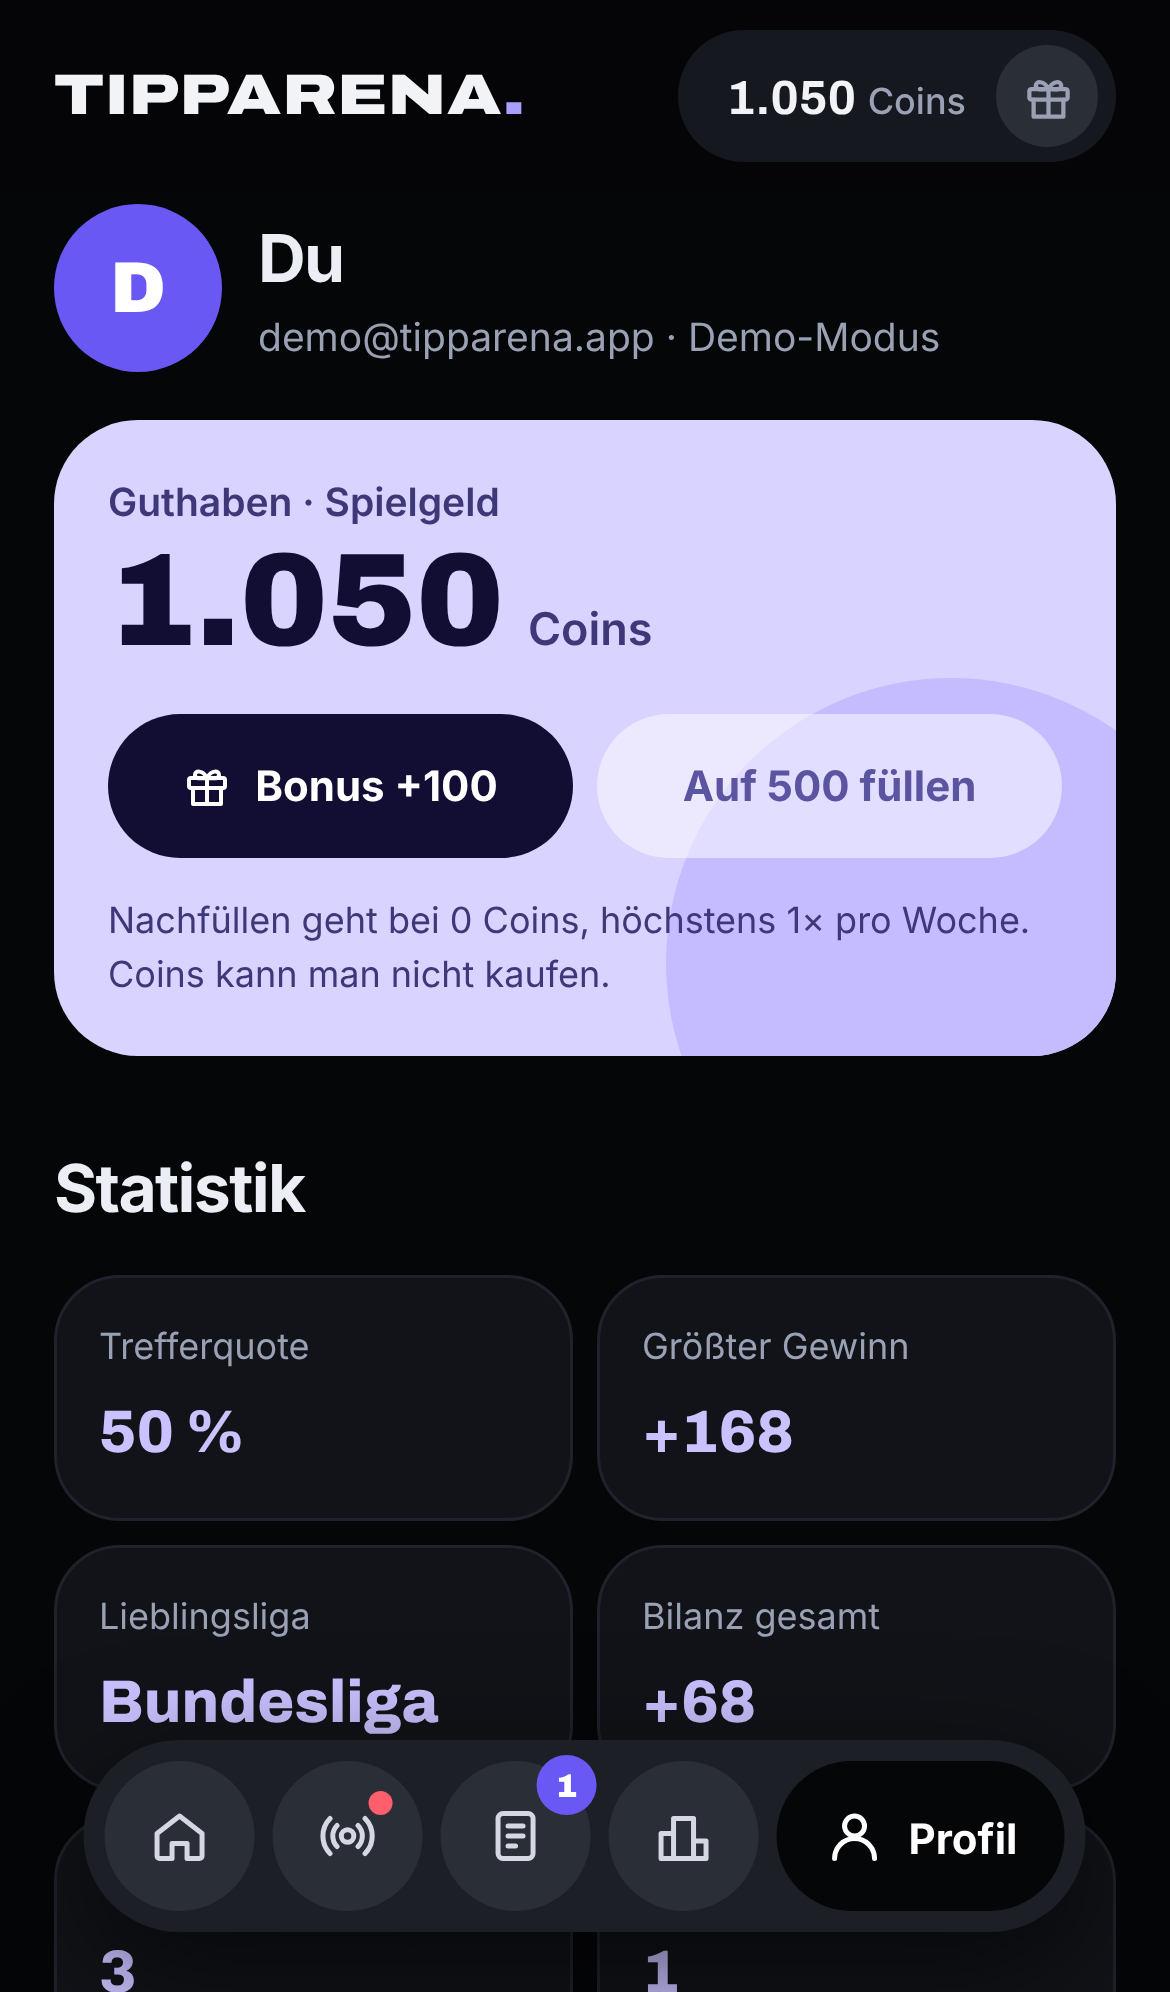 TIPPARENA.
1.050 Coins
D
Du
demo@tipparena.app · Demo-Modus
Guthaben · Spielgeld
1.050 Coins
Bonus +100
Auf 500 füllen
Nachfüllen geht bei 0 Coins, höchstens 1× pro Woche.
Coins kann man nicht kaufen.
Statistik
Trefferquote
50 %
Größter Gewinn
+168
Lieblingsliga
Bundesliga
Bilanz gesamt
+68
1
Profil
3
1